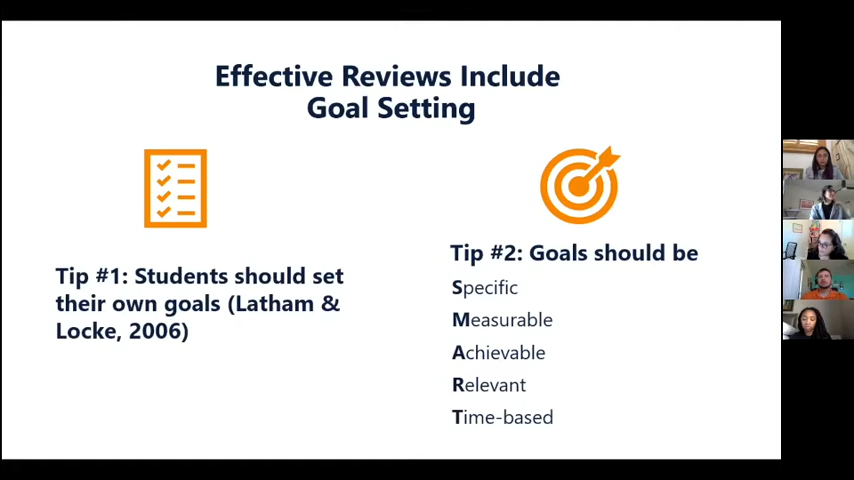 Effective Reviews Include
Goal Setting
Tip #1: Students should set
their own goals (Latham &
Locke, 2006)
Tip #2: Goals should be
Specific
Measurable
Achievable
Relevant
Time-based